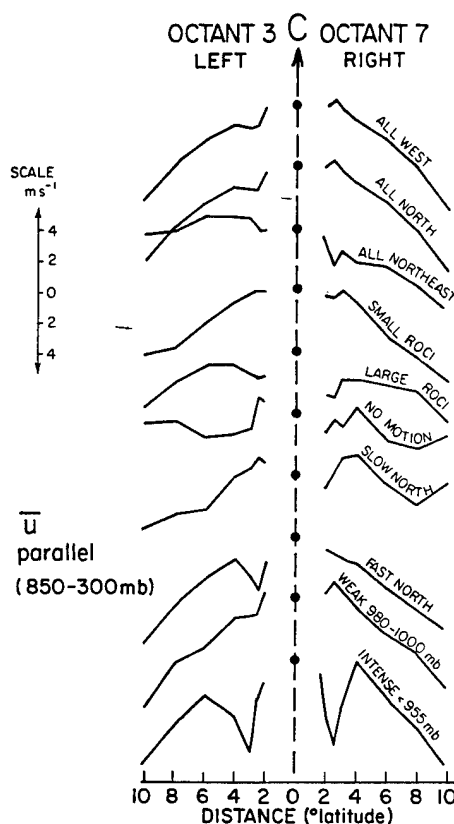 OCTANT 3 C OCTANT 7
LEFT RIGHT
SCALE
m s⁻¹
4
2
0
2
4
ALL WEST
ALL NORTH
ALL NORTHEAST
SMALL ROCI
LARGE ROCI
NO MOTION
SLOW NORTH
FAST NORTH
WEAK 980-1000 mb
INTENSE < 955 mb
u̅
parallel
(850-300mb)
10 8 6 4 2 0 2 4 6 8 10
DISTANCE (°latitude)